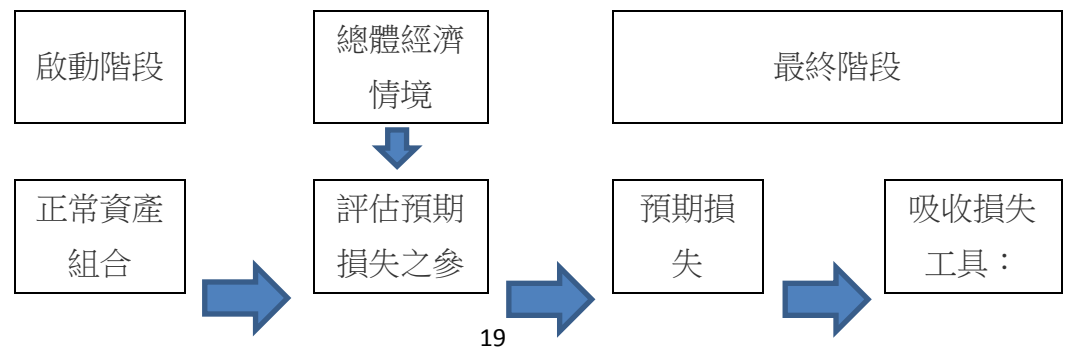 啟動階段
總體經濟
情境
最終階段
正常資產
組合
評估預期
損失之參
預期損
失
吸收損失
工具：
19